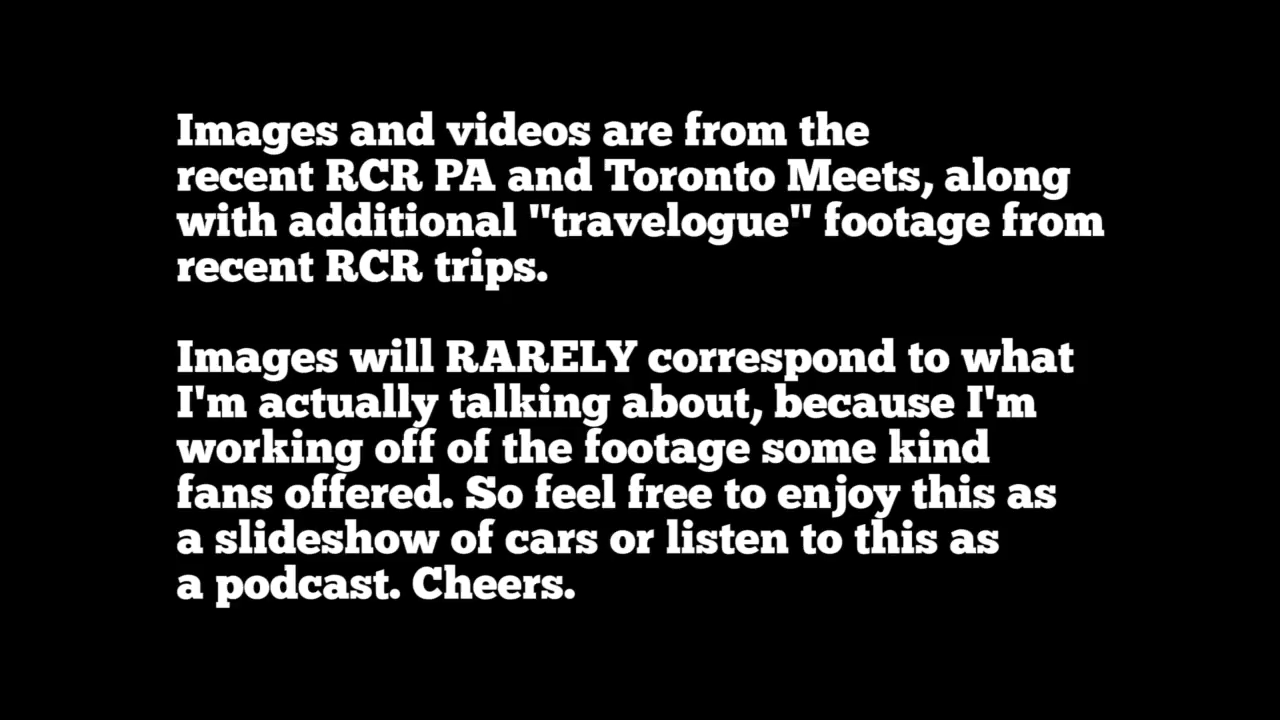 Images and videos are from the
recent RCR PA and Toronto Meets, along
with additional "travelogue" footage from
recent RCR trips.
Images will RARELY correspond to what
I'm actually talking about, because I'm
working off of the footage some kind
fans offered. So feel free to enjoy this as
a slideshow of cars or listen to this as
a podcast. Cheers.